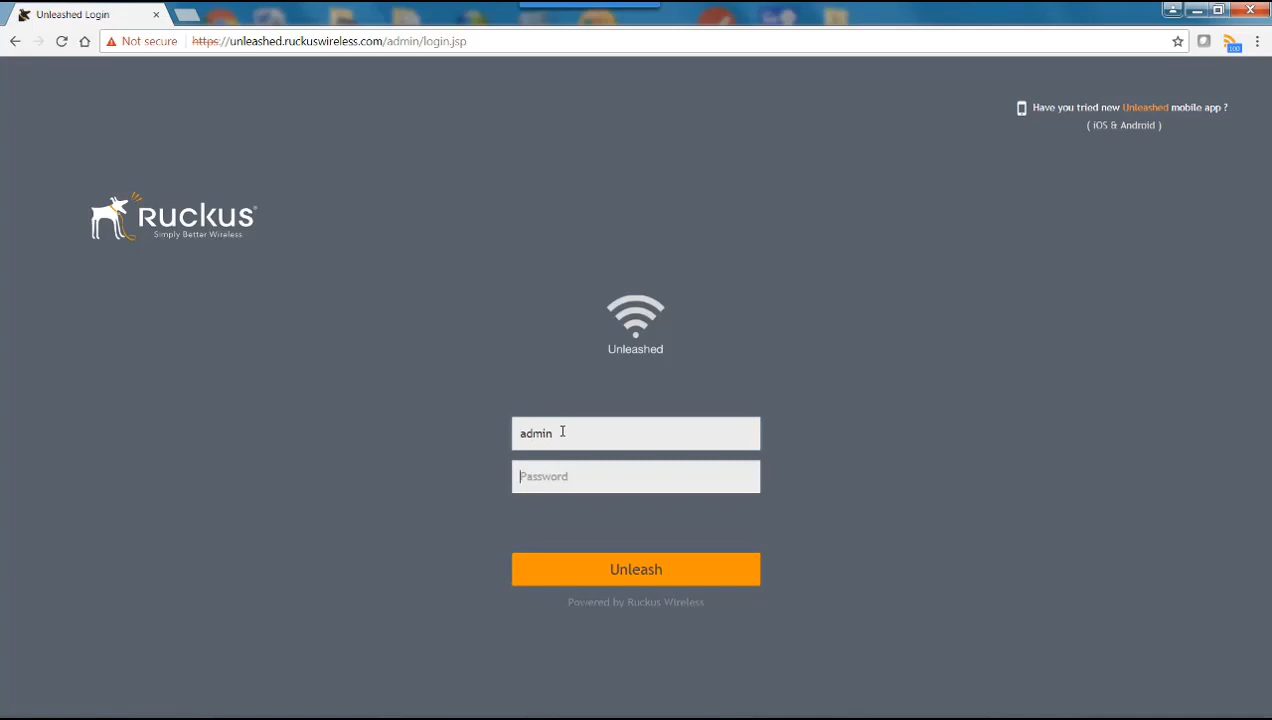 Unleashed Login
Not secure https://unleashed.ruckuswireless.com/admin/login.jsp
100
Have you tried new Unleashed mobile app ?
( iOS & Android )
Ruckus®
Simply Better Wireless
Unleashed
admin
Password
Unleash
Powered by Ruckus Wireless